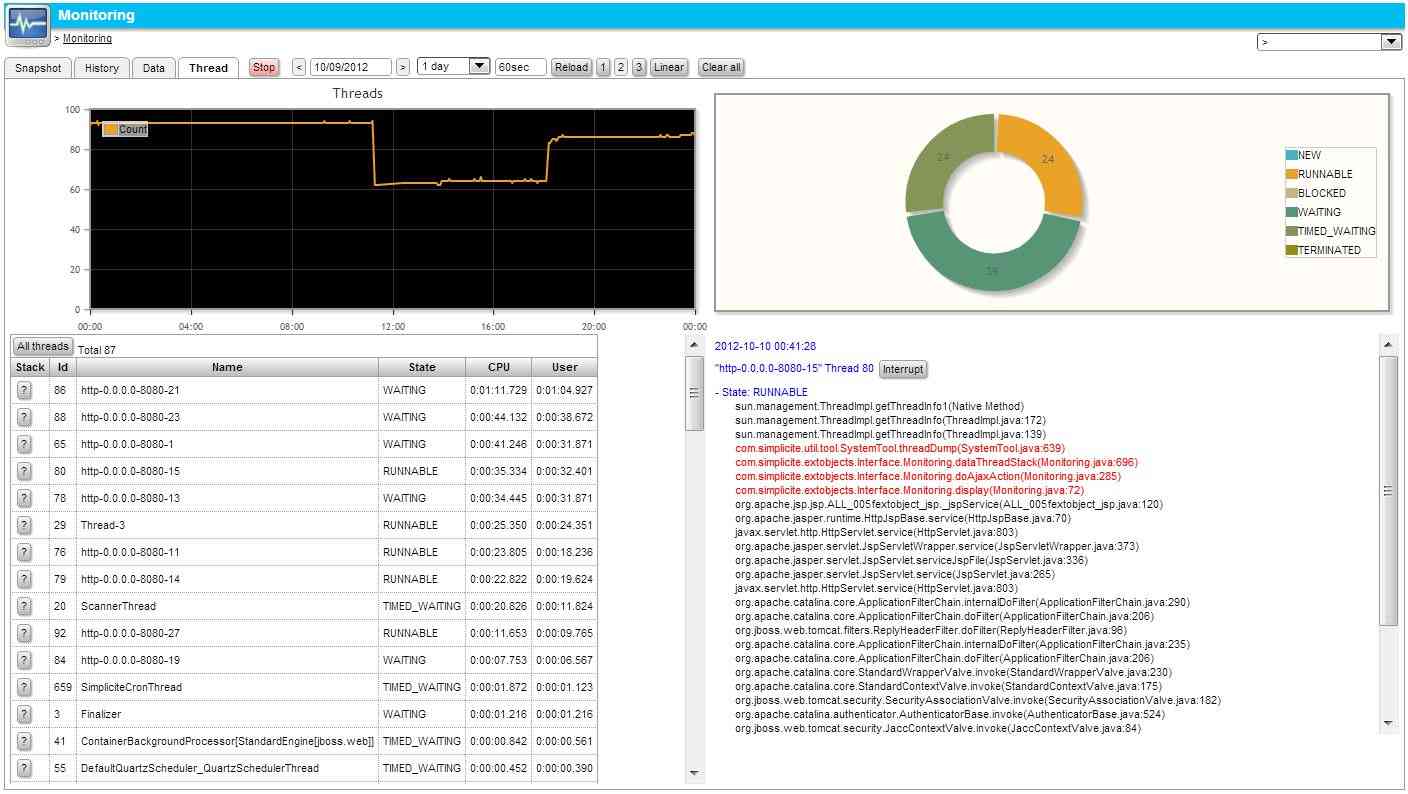 Monitoring
> Monitoring
>
Snapshot History Data Thread Stop < 10/09/2012 > 1 day 60sec Reload 1 2 3 Linear Clear all
Threads
100
80
60
40
20
0
Count
00:00 04:00 08:00 12:00 16:00 20:00 00:00
24
24
39
NEW
RUNNABLE
BLOCKED
WAITING
TIMED_WAITING
TERMINATED
All threads Total 87
Stack Id Name State CPU User
? 86 http-0.0.0.0-8080-21 WAITING 0:01:11.729 0:01:04.927
? 88 http-0.0.0.0-8080-23 WAITING 0:00:44.132 0:00:38.672
? 65 http-0.0.0.0-8080-1 WAITING 0:00:41.246 0:00:31.871
? 80 http-0.0.0.0-8080-15 RUNNABLE 0:00:35.334 0:00:32.401
? 78 http-0.0.0.0-8080-13 WAITING 0:00:34.445 0:00:31.871
? 29 Thread-3 RUNNABLE 0:00:25.350 0:00:24.351
? 76 http-0.0.0.0-8080-11 RUNNABLE 0:00:23.805 0:00:18.236
? 79 http-0.0.0.0-8080-14 RUNNABLE 0:00:22.822 0:00:19.624
? 20 ScannerThread TIMED_WAITING 0:00:20.826 0:00:11.824
? 92 http-0.0.0.0-8080-27 RUNNABLE 0:00:11.653 0:00:09.765
? 84 http-0.0.0.0-8080-19 WAITING 0:00:07.753 0:00:06.567
? 659 SimpliciteCronThread TIMED_WAITING 0:00:01.872 0:00:01.123
? 3 Finalizer WAITING 0:00:01.216 0:00:01.216
? 41 ContainerBackgroundProcessor[StandardEngine[jboss.web]] TIMED_WAITING 0:00:00.842 0:00:00.561
? 55 DefaultQuartzScheduler_QuartzSchedulerThread TIMED_WAITING 0:00:00.452 0:00:00.390
2012-10-10 00:41:28
"http-0.0.0.0-8080-15" Thread 80 Interrupt
- State: RUNNABLE
sun.management.ThreadImpl.getThreadInfo1(Native Method)
sun.management.ThreadImpl.getThreadInfo(ThreadImpl.java:172)
sun.management.ThreadImpl.getThreadInfo(ThreadImpl.java:139)
com.simplicite.util.tool.SystemTool.threadDump(SystemTool.java:639)
com.simplicite.extobjects.Interface.Monitoring.dataThreadStack(Monitoring.java:696)
com.simplicite.extobjects.Interface.Monitoring.doAjaxAction(Monitoring.java:285)
com.simplicite.extobjects.Interface.Monitoring.display(Monitoring.java:72)
org.apache.jsp.jsp.ALL_005fextobject_jsp._jspService(ALL_005fextobject_jsp.java:120)
org.apache.jasper.runtime.HttpJspBase.service(HttpJspBase.java:70)
javax.servlet.http.HttpServlet.service(HttpServlet.java:803)
org.apache.jasper.servlet.JspServletWrapper.service(JspServletWrapper.java:373)
org.apache.jasper.servlet.JspServlet.serviceJspFile(JspServlet.java:336)
org.apache.jasper.servlet.JspServlet.service(JspServlet.java:265)
javax.servlet.http.HttpServlet.service(HttpServlet.java:803)
org.apache.catalina.core.ApplicationFilterChain.internalDoFilter(ApplicationFilterChain.java:290)
org.apache.catalina.core.ApplicationFilterChain.doFilter(ApplicationFilterChain.java:206)
org.jboss.web.tomcat.filters.ReplyHeaderFilter.doFilter(ReplyHeaderFilter.java:96)
org.apache.catalina.core.ApplicationFilterChain.internalDoFilter(ApplicationFilterChain.java:235)
org.apache.catalina.core.ApplicationFilterChain.doFilter(ApplicationFilterChain.java:206)
org.apache.catalina.core.StandardWrapperValve.invoke(StandardWrapperValve.java:230)
org.apache.catalina.core.StandardContextValve.invoke(StandardContextValve.java:175)
org.jboss.web.tomcat.security.SecurityAssociationValve.invoke(SecurityAssociationValve.java:182)
org.apache.catalina.authenticator.AuthenticatorBase.invoke(AuthenticatorBase.java:524)
org.jboss.web.tomcat.security.JaccContextValve.invoke(JaccContextValve.java:84)